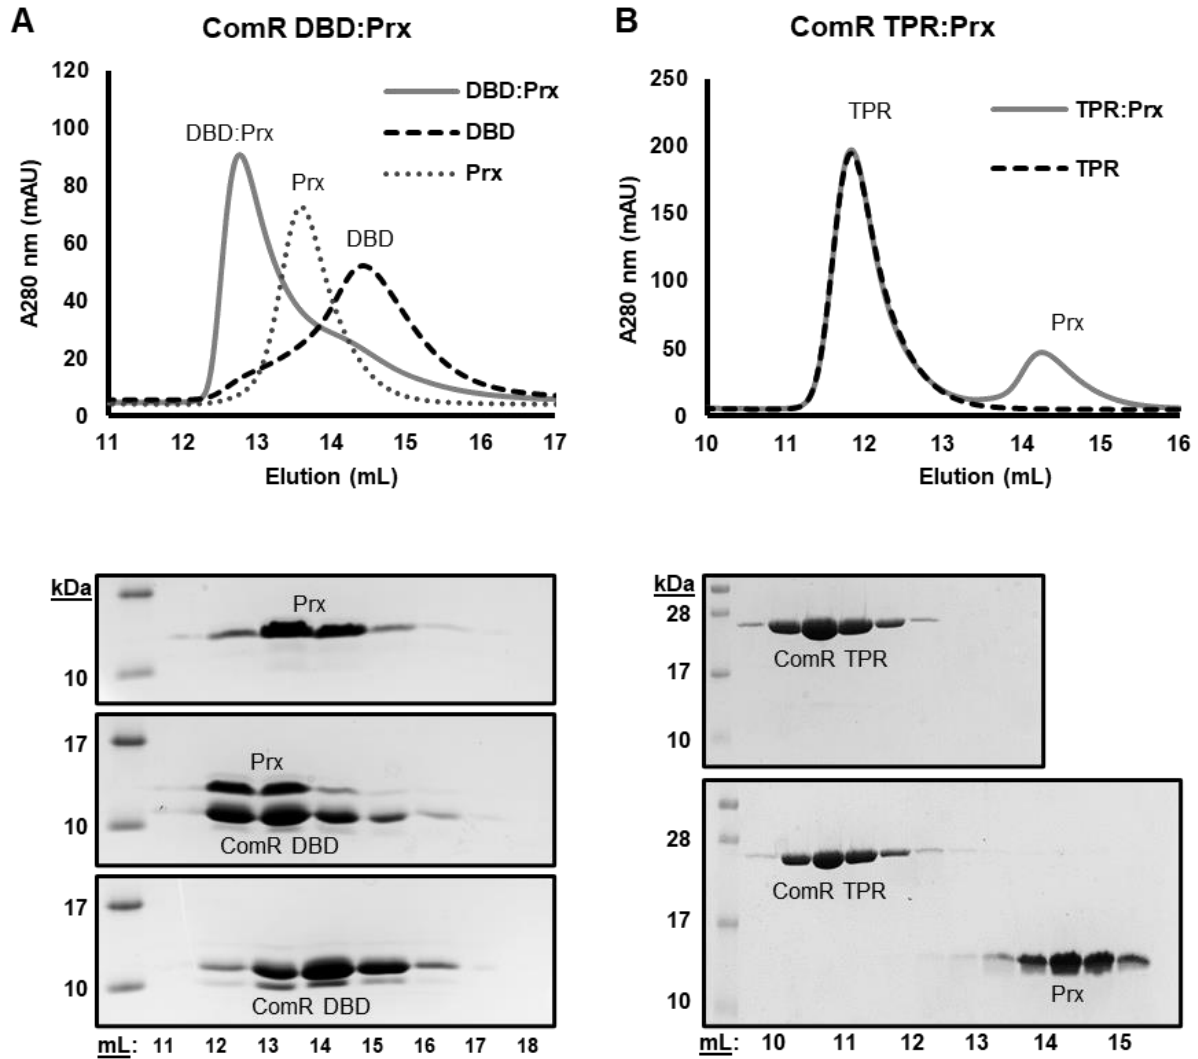 A
ComR DBD:Prx
120
100
80
60
40
20
0
A280 nm (mAU)
DBD:Prx
Prx
DBD
DBD:Prx
DBD
Prx
11 12 13 14 15 16 17
Elution (mL)
B
ComR TPR:Prx
250
200
150
100
50
0
A280 nm (mAU)
TPR
Prx
TPR:Prx
TPR
10 11 12 13 14 15 16
Elution (mL)
kDa
10
Prx
17
10
Prx
ComR DBD
17
10
ComR DBD
mL: 11 12 13 14 15 16 17 18
kDa
28
17
10
ComR TPR
28
17
10
ComR TPR
Prx
mL: 10 11 12 13 14 15